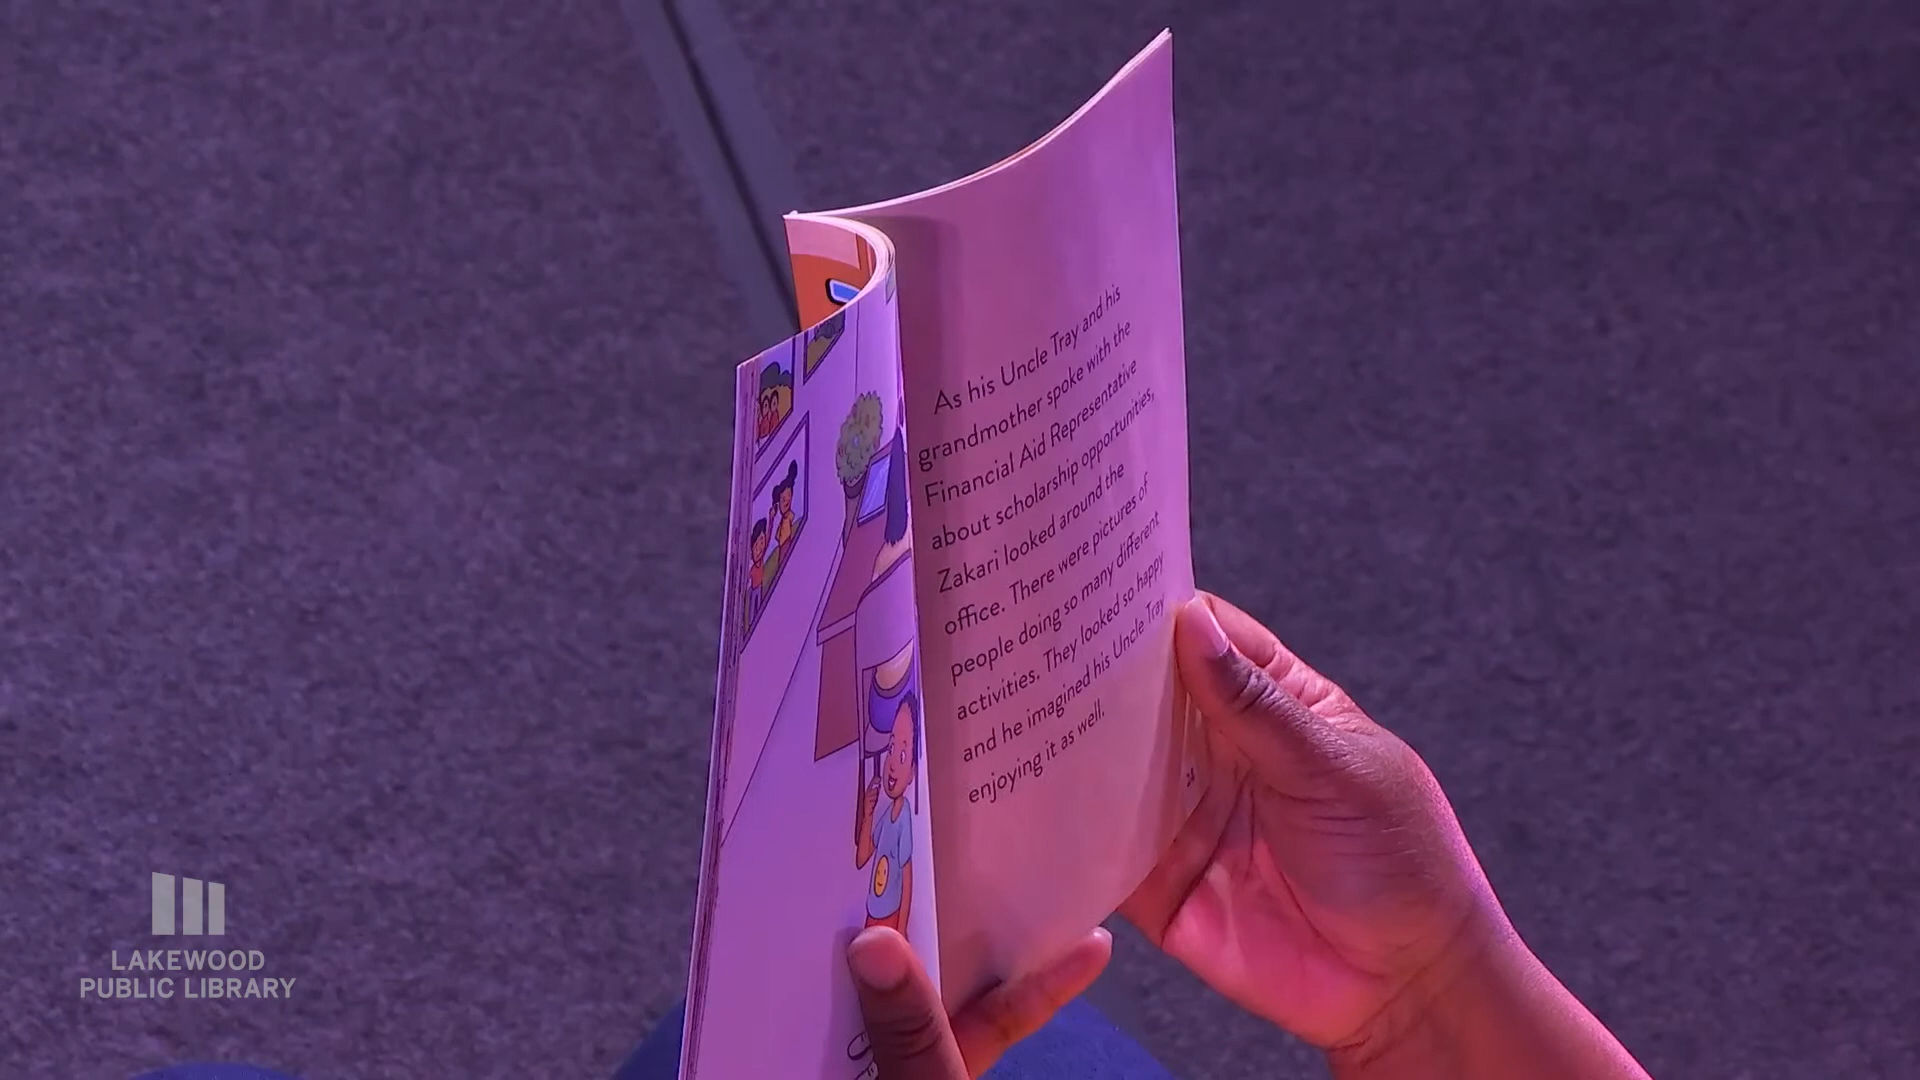 As his Uncle Tray and his
grandmother spoke with the
Financial Aid Representative
about scholarship opportunities,
Zakari looked around the
office. There were pictures of
people doing so many different
activities. They looked so happy
and he imagined his Uncle Tray
enjoying it as well.
LAKEWOOD
PUBLIC LIBRARY